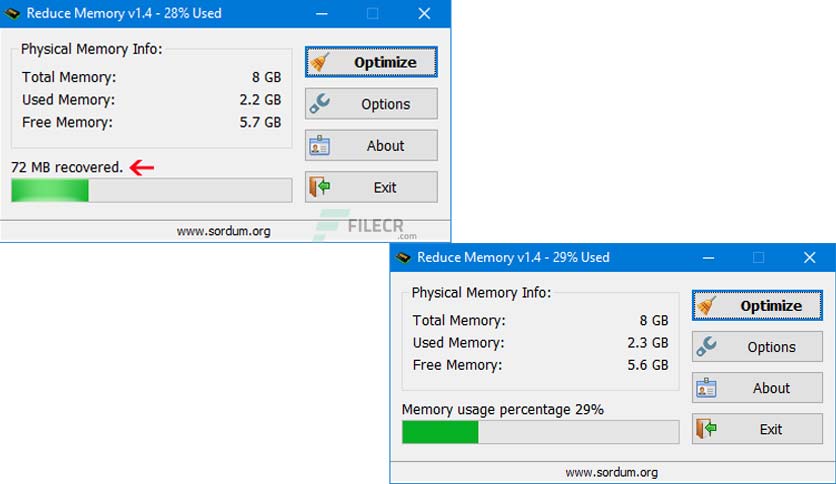 Reduce Memory v1.4 - 28% Used
Physical Memory Info:
Total Memory: 8 GB
Used Memory: 2.2 GB
Free Memory: 5.7 GB
72 MB recovered.
Optimize
Options
About
Exit
www.sordum.org
FILECR
.com
Reduce Memory v1.4 - 29% Used
Physical Memory Info:
Total Memory: 8 GB
Used Memory: 2.3 GB
Free Memory: 5.6 GB
Memory usage percentage 29%
Optimize
Options
About
Exit
www.sordum.org